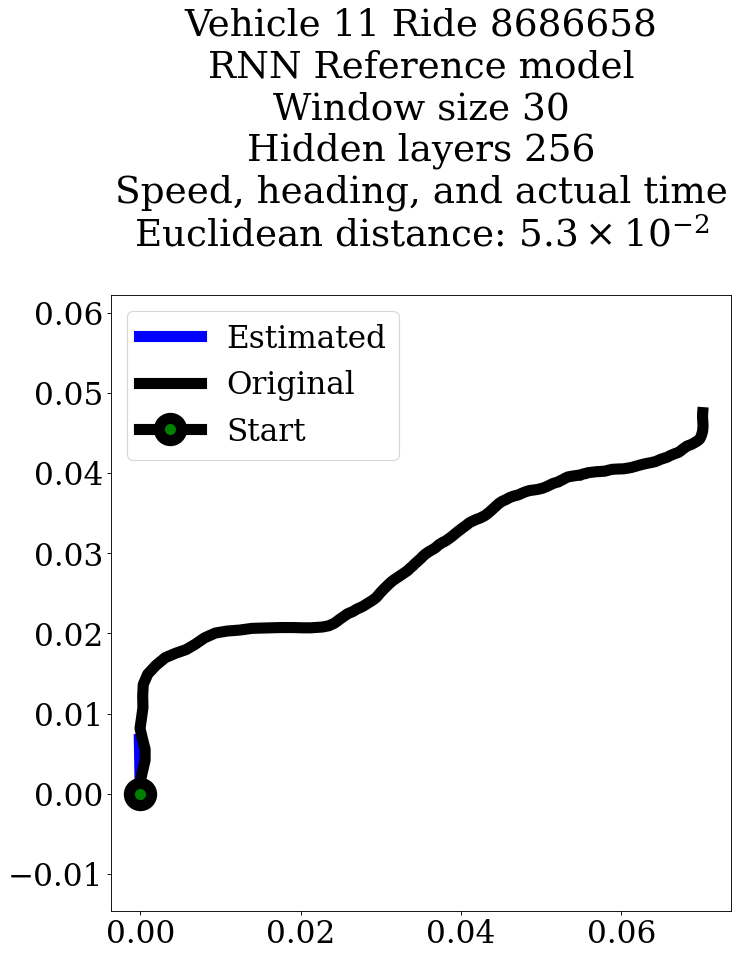 Vehicle 11 Ride 8686658
RNN Reference model
Window size 30
Hidden layers 256
Speed, heading, and actual time
Euclidean distance: 5.3 × 10⁻²
Estimated
Original
Start
0.06
0.05
0.04
0.03
0.02
0.01
0.00
−0.01
0.00 0.02 0.04 0.06